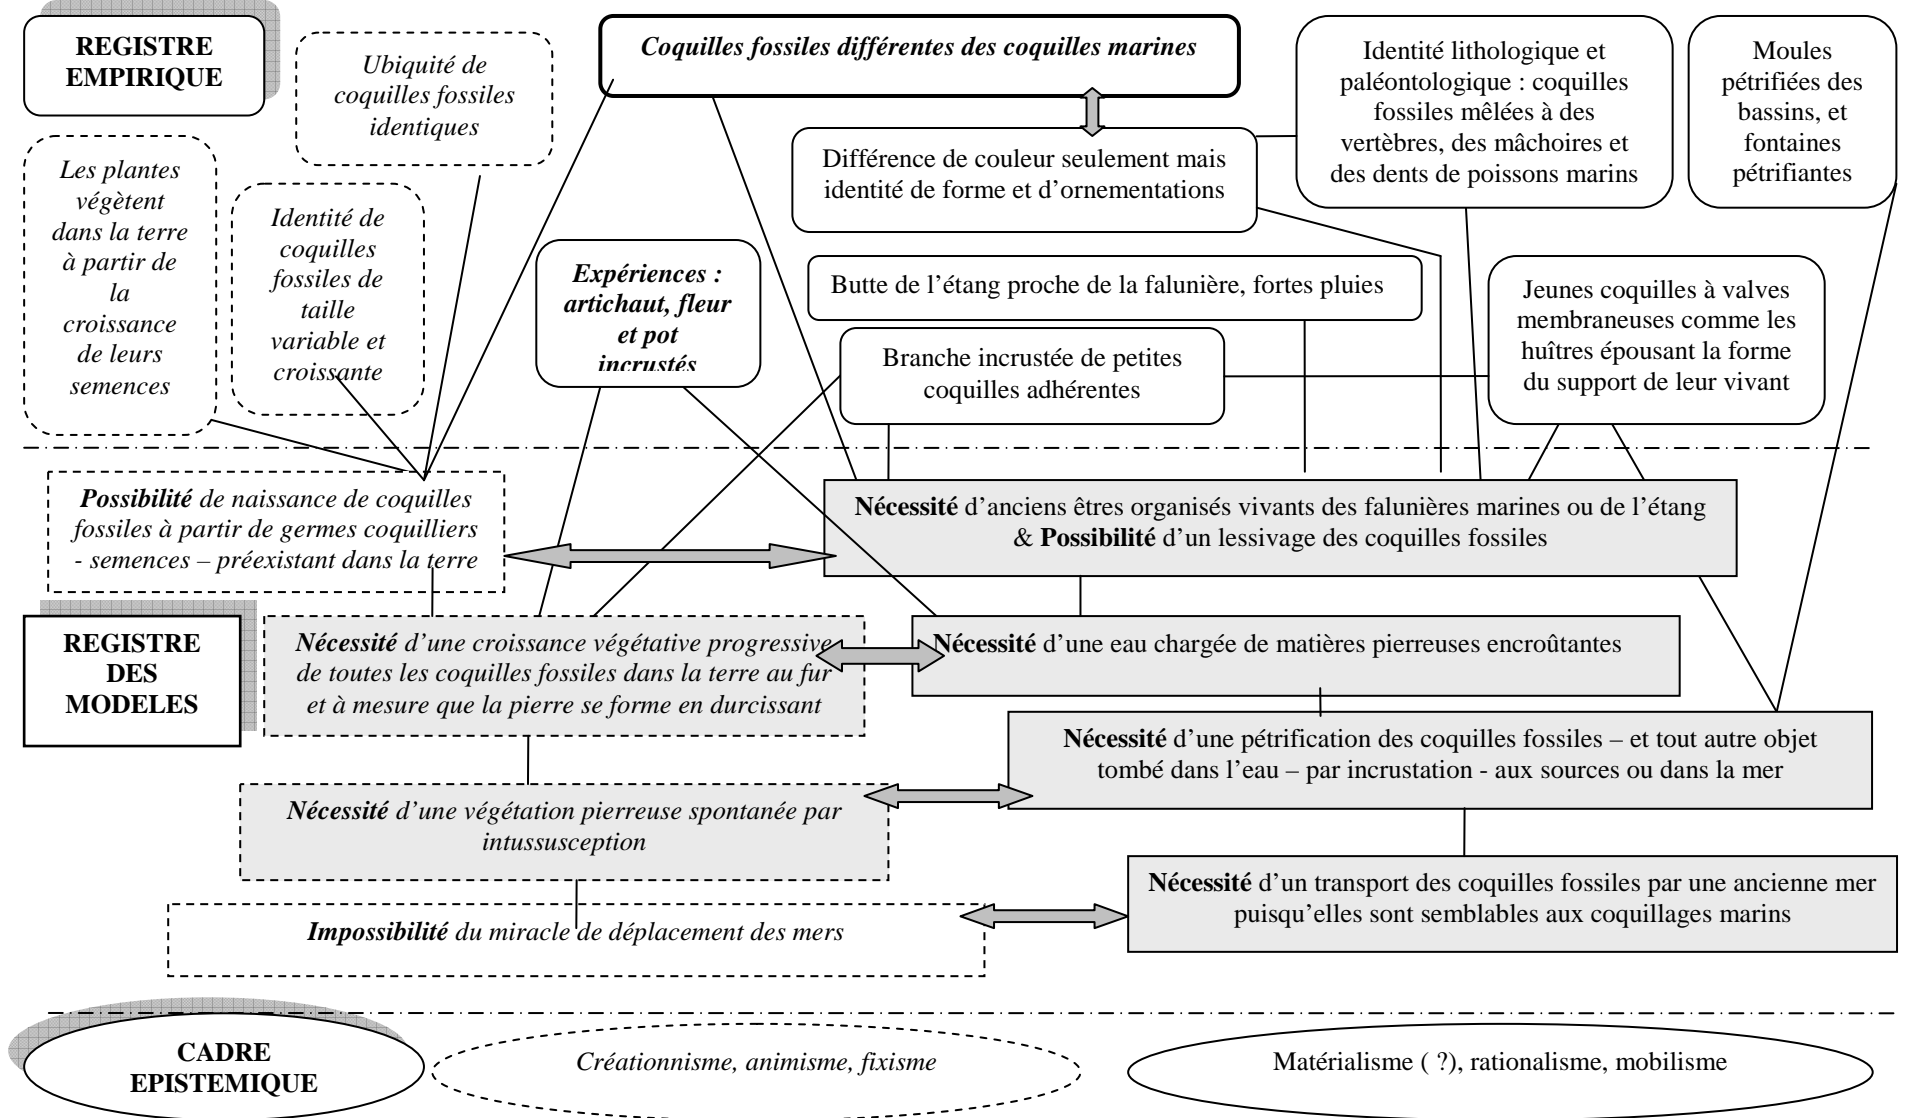 REGISTRE
EMPIRIQUE
Ubiquité de
coquilles fossiles
identiques
Coquilles fossiles différentes des coquilles marines
Identité lithologique et
paléontologique : coquilles
fossiles mêlées à des
vertèbres, des mâchoires et
des dents de poissons marins
Moules
pétrifiées des
bassins, et
fontaines
pétrifiantes
Les plantes
végètent
dans la terre
à partir de
la
croissance
de leurs
semences
Identité de
coquilles
fossiles de
taille
variable et
croissante
Différence de couleur seulement mais
identité de forme et d’ornementations
Expériences :
artichaut, fleur
et pot
incrustés
Butte de l’étang proche de la falunière, fortes pluies
Jeunes coquilles à valves
membraneuses comme les
huîtres épousant la forme
du support de leur vivant
Branche incrustée de petites
coquilles adhérentes
Possibilité de naissance de coquilles
fossiles à partir de germes coquilliers
- semences – préexistant dans la terre
Nécessité d’anciens êtres organisés vivants des falunières marines ou de l’étang
& Possibilité d’un lessivage des coquilles fossiles
REGISTRE
DES
MODELES
Nécessité d’une croissance végétative progressive
de toutes les coquilles fossiles dans la terre au fur
et à mesure que la pierre se forme en durcissant
Nécessité d’une eau chargée de matières pierreuses encroûtantes
Nécessité d’une pétrification des coquilles fossiles – et tout autre objet
tombé dans l’eau – par incrustation - aux sources ou dans la mer
Nécessité d’une végétation pierreuse spontanée par
intussusception
Nécessité d’un transport des coquilles fossiles par une ancienne mer
puisqu’elles sont semblables aux coquillages marins
Impossibilité du miracle de déplacement des mers
CADRE
EPISTEMIQUE
Créationnisme, animisme, fixisme
Matérialisme ( ?), rationalisme, mobilisme